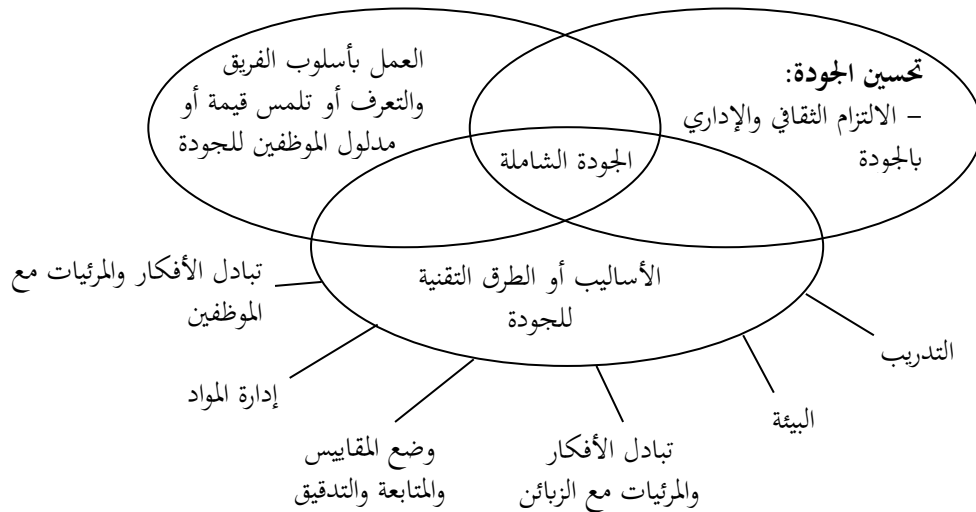 تحسين الجودة:
– الالتزام الثقافي والإداري
بالجودة
العمل بأسلوب الفريق
والتعرف أو تلمس قيمة أو
مدلول الموظفين للجودة
الجودة الشاملة
الأساليب أو الطرق التقنية
للجودة
التدريب
البيئة
تبادل الأفكار
والمرئيات مع الزبائن
وضع المقاييس
والمتابعة والتدقيق
إدارة المواد
تبادل الأفكار والمرئيات مع
الموظفين